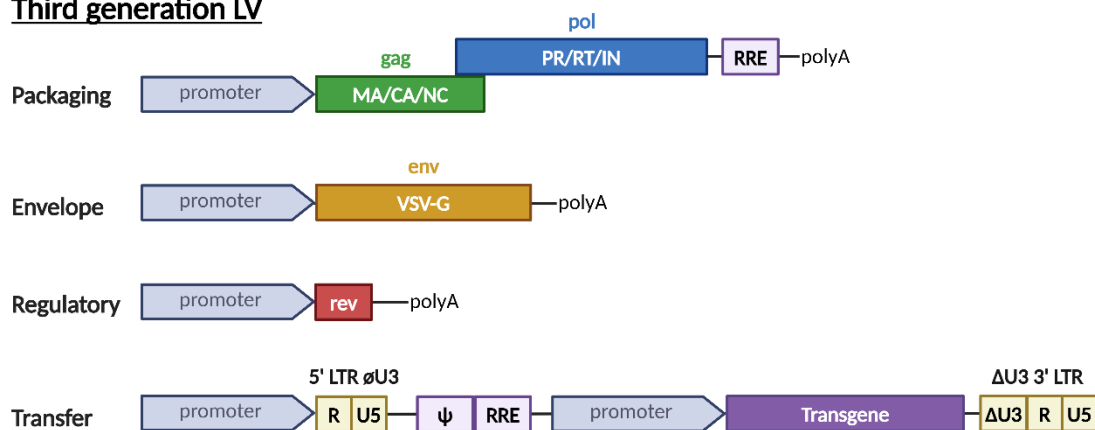 Third generation LV
pol
gag
PR/RT/IN
RRE
polyA
Packaging
promoter
MA/CA/NC
env
Envelope
promoter
VSV-G
polyA
Regulatory
promoter
rev
polyA
5' LTR øU3
ΔU3 3' LTR
Transfer
promoter
R
U5
ψ
RRE
promoter
Transgene
ΔU3
R
U5